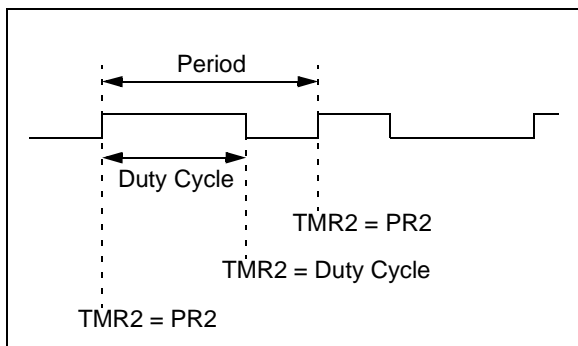 Period
Duty Cycle
TMR2 = PR2
TMR2 = Duty Cycle
TMR2 = PR2